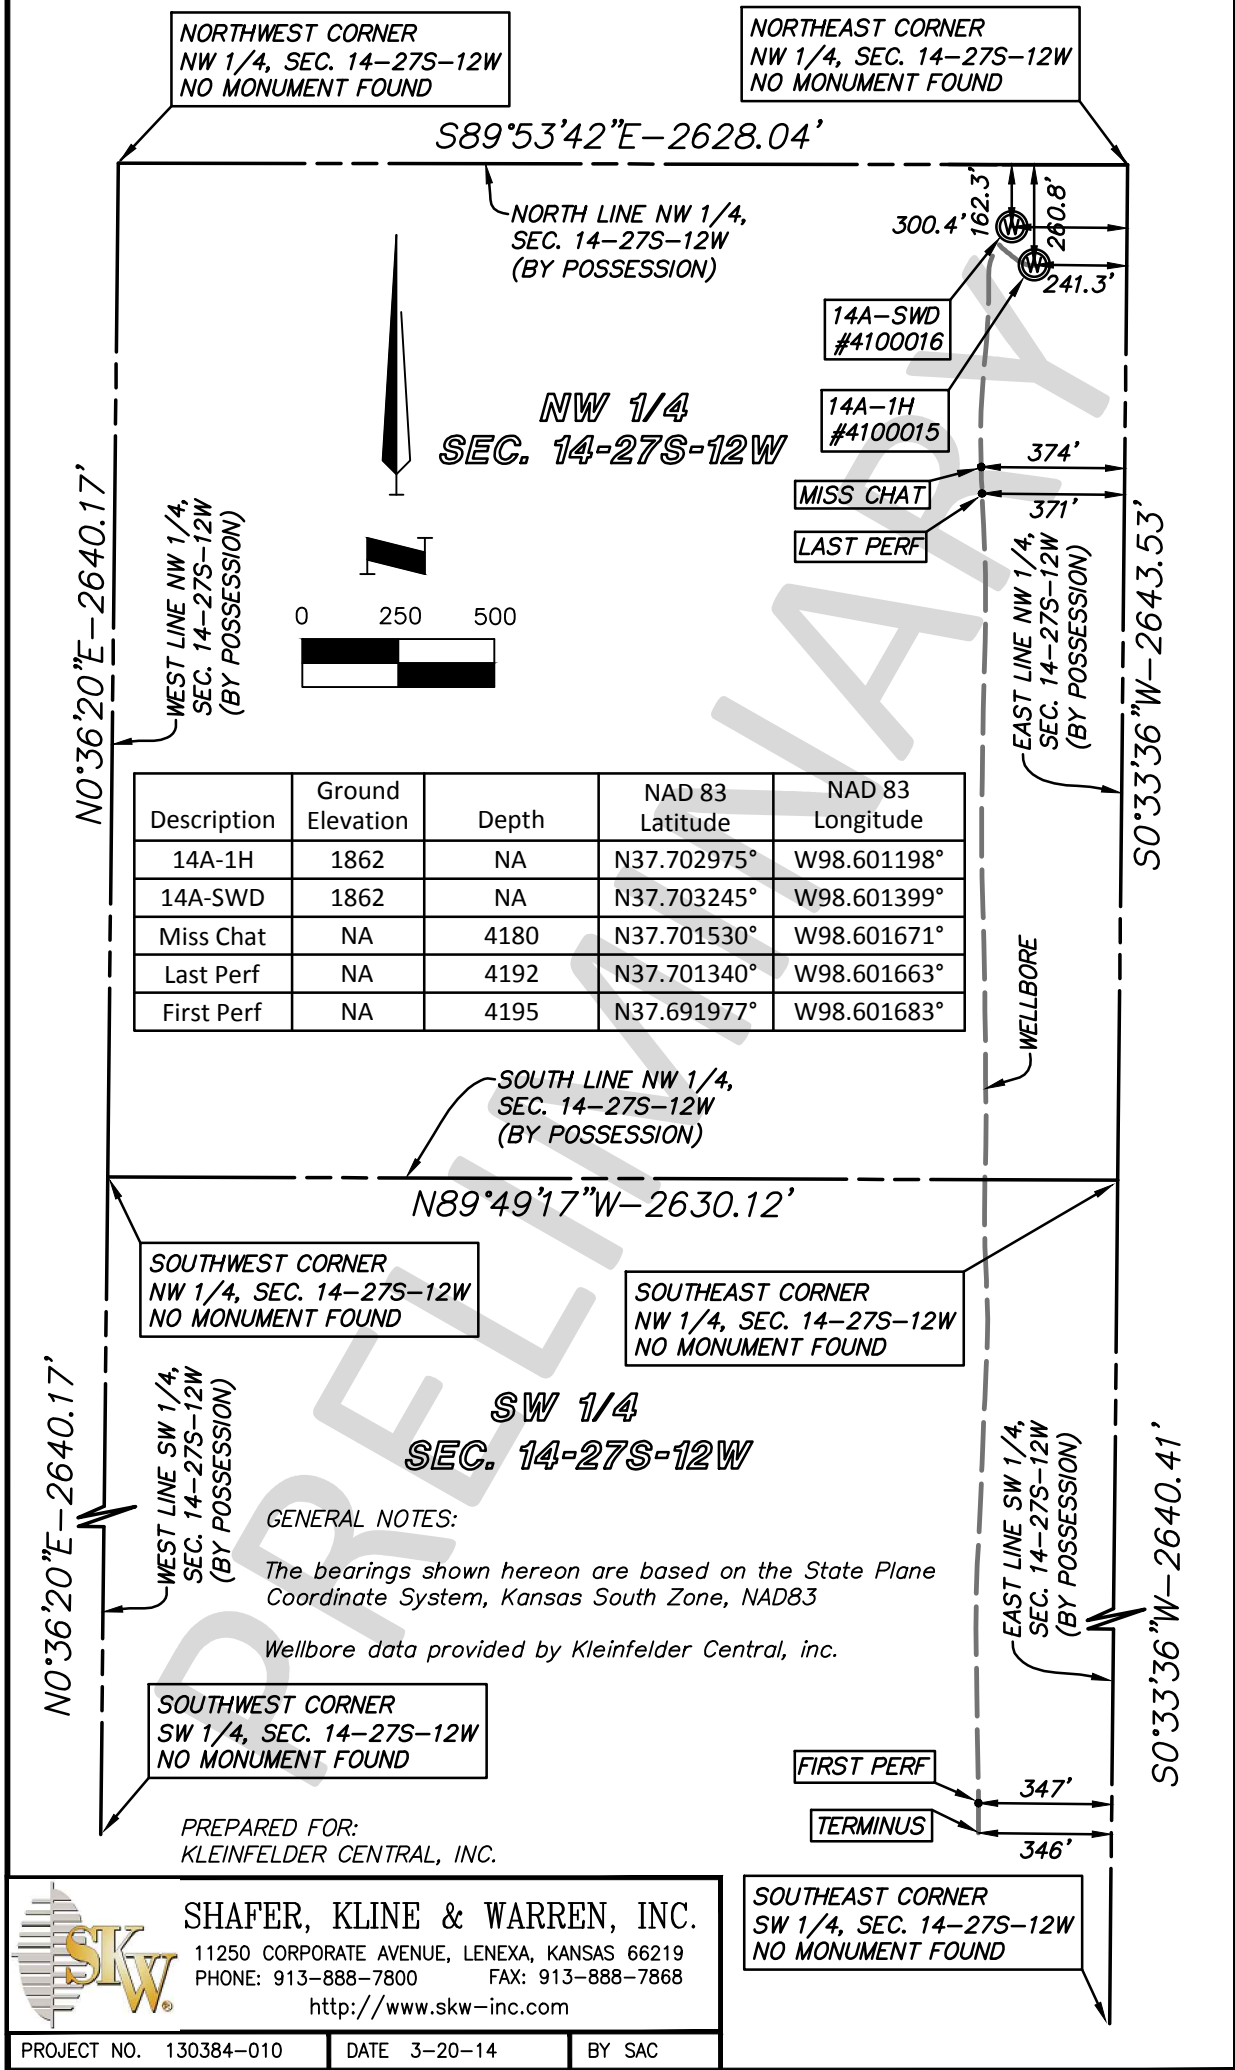 NORTHWEST CORNER
NW 1/4, SEC. 14-27S-12W
NO MONUMENT FOUND
NORTHEAST CORNER
NW 1/4, SEC. 14-27S-12W
NO MONUMENT FOUND
S89°53'42"E-2628.04'
NORTH LINE NW 1/4,
SEC. 14-27S-12W
(BY POSSESSION)
162.3'
260.8'
300.4'
W
W
241.3'
14A-SWD
#4100016
14A-1H
#4100015
NW 1/4
SEC. 14-27S-12W
374'
MISS CHAT
371'
LAST PERF
N0°36'20"E-2640.17'
WEST LINE NW 1/4,
SEC. 14-27S-12W
(BY POSSESSION)
0 250 500
EAST LINE NW 1/4,
SEC. 14-27S-12W
(BY POSSESSION)
S0°33'36"W-2643.53'
Description Ground Elevation Depth NAD 83 Latitude NAD 83 Longitude
14A-1H 1862 NA N37.702975° W98.601198°
14A-SWD 1862 NA N37.703245° W98.601399°
Miss Chat NA 4180 N37.701530° W98.601671°
Last Perf NA 4192 N37.701340° W98.601663°
First Perf NA 4195 N37.691977° W98.601683°
WELLBORE
SOUTH LINE NW 1/4,
SEC. 14-27S-12W
(BY POSSESSION)
N89°49'17"W-2630.12'
SOUTHWEST CORNER
NW 1/4, SEC. 14-27S-12W
NO MONUMENT FOUND
SOUTHEAST CORNER
NW 1/4, SEC. 14-27S-12W
NO MONUMENT FOUND
SW 1/4
SEC. 14-27S-12W
N0°36'20"E-2640.17'
WEST LINE SW 1/4,
SEC. 14-27S-12W
(BY POSSESSION)
EAST LINE SW 1/4,
SEC. 14-27S-12W
(BY POSSESSION)
S0°33'36"W-2640.41'
GENERAL NOTES:
The bearings shown hereon are based on the State Plane
Coordinate System, Kansas South Zone, NAD83
Wellbore data provided by Kleinfelder Central, inc.
SOUTHWEST CORNER
SW 1/4, SEC. 14-27S-12W
NO MONUMENT FOUND
FIRST PERF
347'
TERMINUS
346'
PREPARED FOR:
KLEINFELDER CENTRAL, INC.
SOUTHEAST CORNER
SW 1/4, SEC. 14-27S-12W
NO MONUMENT FOUND
SKW®
SHAFER, KLINE & WARREN, INC.
11250 CORPORATE AVENUE, LENEXA, KANSAS 66219
PHONE: 913-888-7800 FAX: 913-888-7868
http://www.skw-inc.com
PROJECT NO. 130384-010 DATE 3-20-14 BY SAC
PRELIMINARY